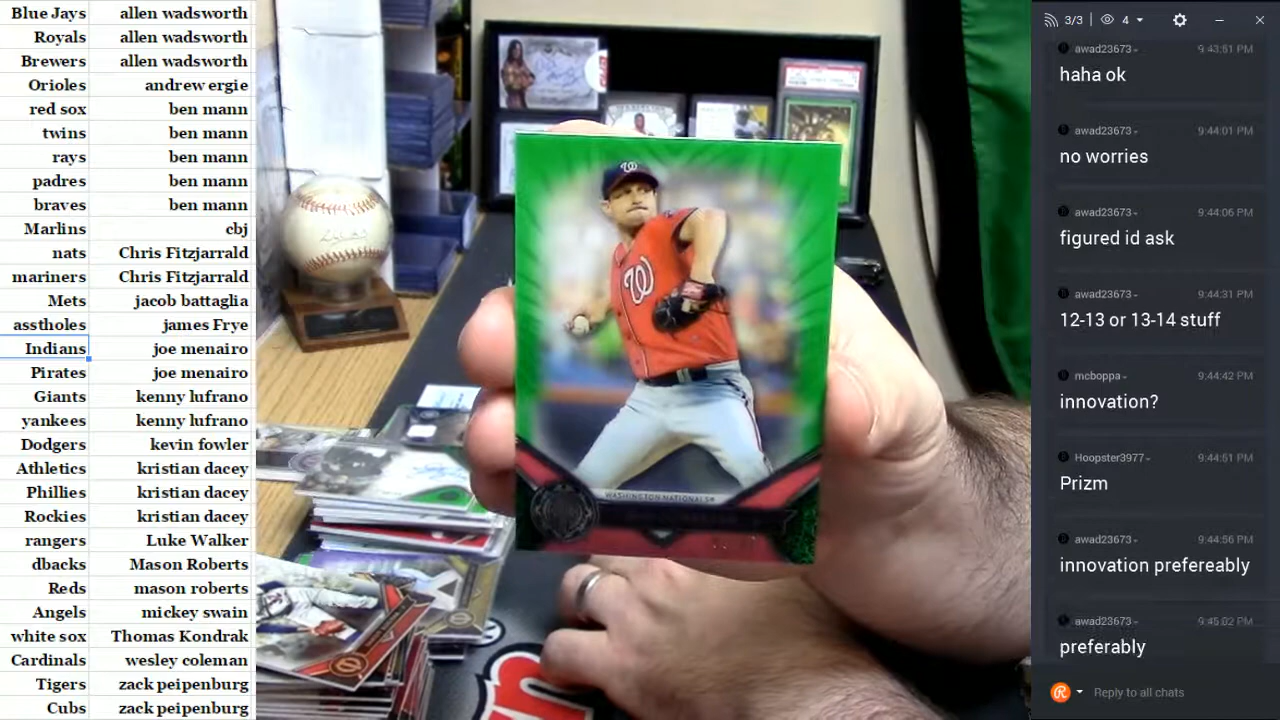 Blue Jays allen wadsworth
Royals allen wadsworth
Brewers allen wadsworth
Orioles andrew ergie
red sox ben mann
twins ben mann
rays ben mann
padres ben mann
braves ben mann
Marlins cbj
nats Chris Fitzjarrald
mariners Chris Fitzjarrald
Mets jacob battaglia
asstholes james Frye
Indians joe menairo
Pirates joe menairo
Giants kenny lufrano
yankees kenny lufrano
Dodgers kevin fowler
Athletics kristian dacey
Phillies kristian dacey
Rockies kristian dacey
rangers Luke Walker
dbacks Mason Roberts
Reds mason roberts
Angels mickey swain
white sox Thomas Kondrak
Cardinals wesley coleman
Tigers zack peipenburg
Cubs zack peipenburg
W
W
WASHINGTON NATIONALS
3/3 4
awad23673 9:43:51 PM
haha ok
awad23673 9:44:01 PM
no worries
awad23673 9:44:06 PM
figured id ask
awad23673 9:44:31 PM
12-13 or 13-14 stuff
mcboppa 9:44:42 PM
innovation?
Hoopster3977 9:44:51 PM
Prizm
awad23673 9:44:56 PM
innovation prefereably
awad23673 9:45:02 PM
preferably
Reply to all chats